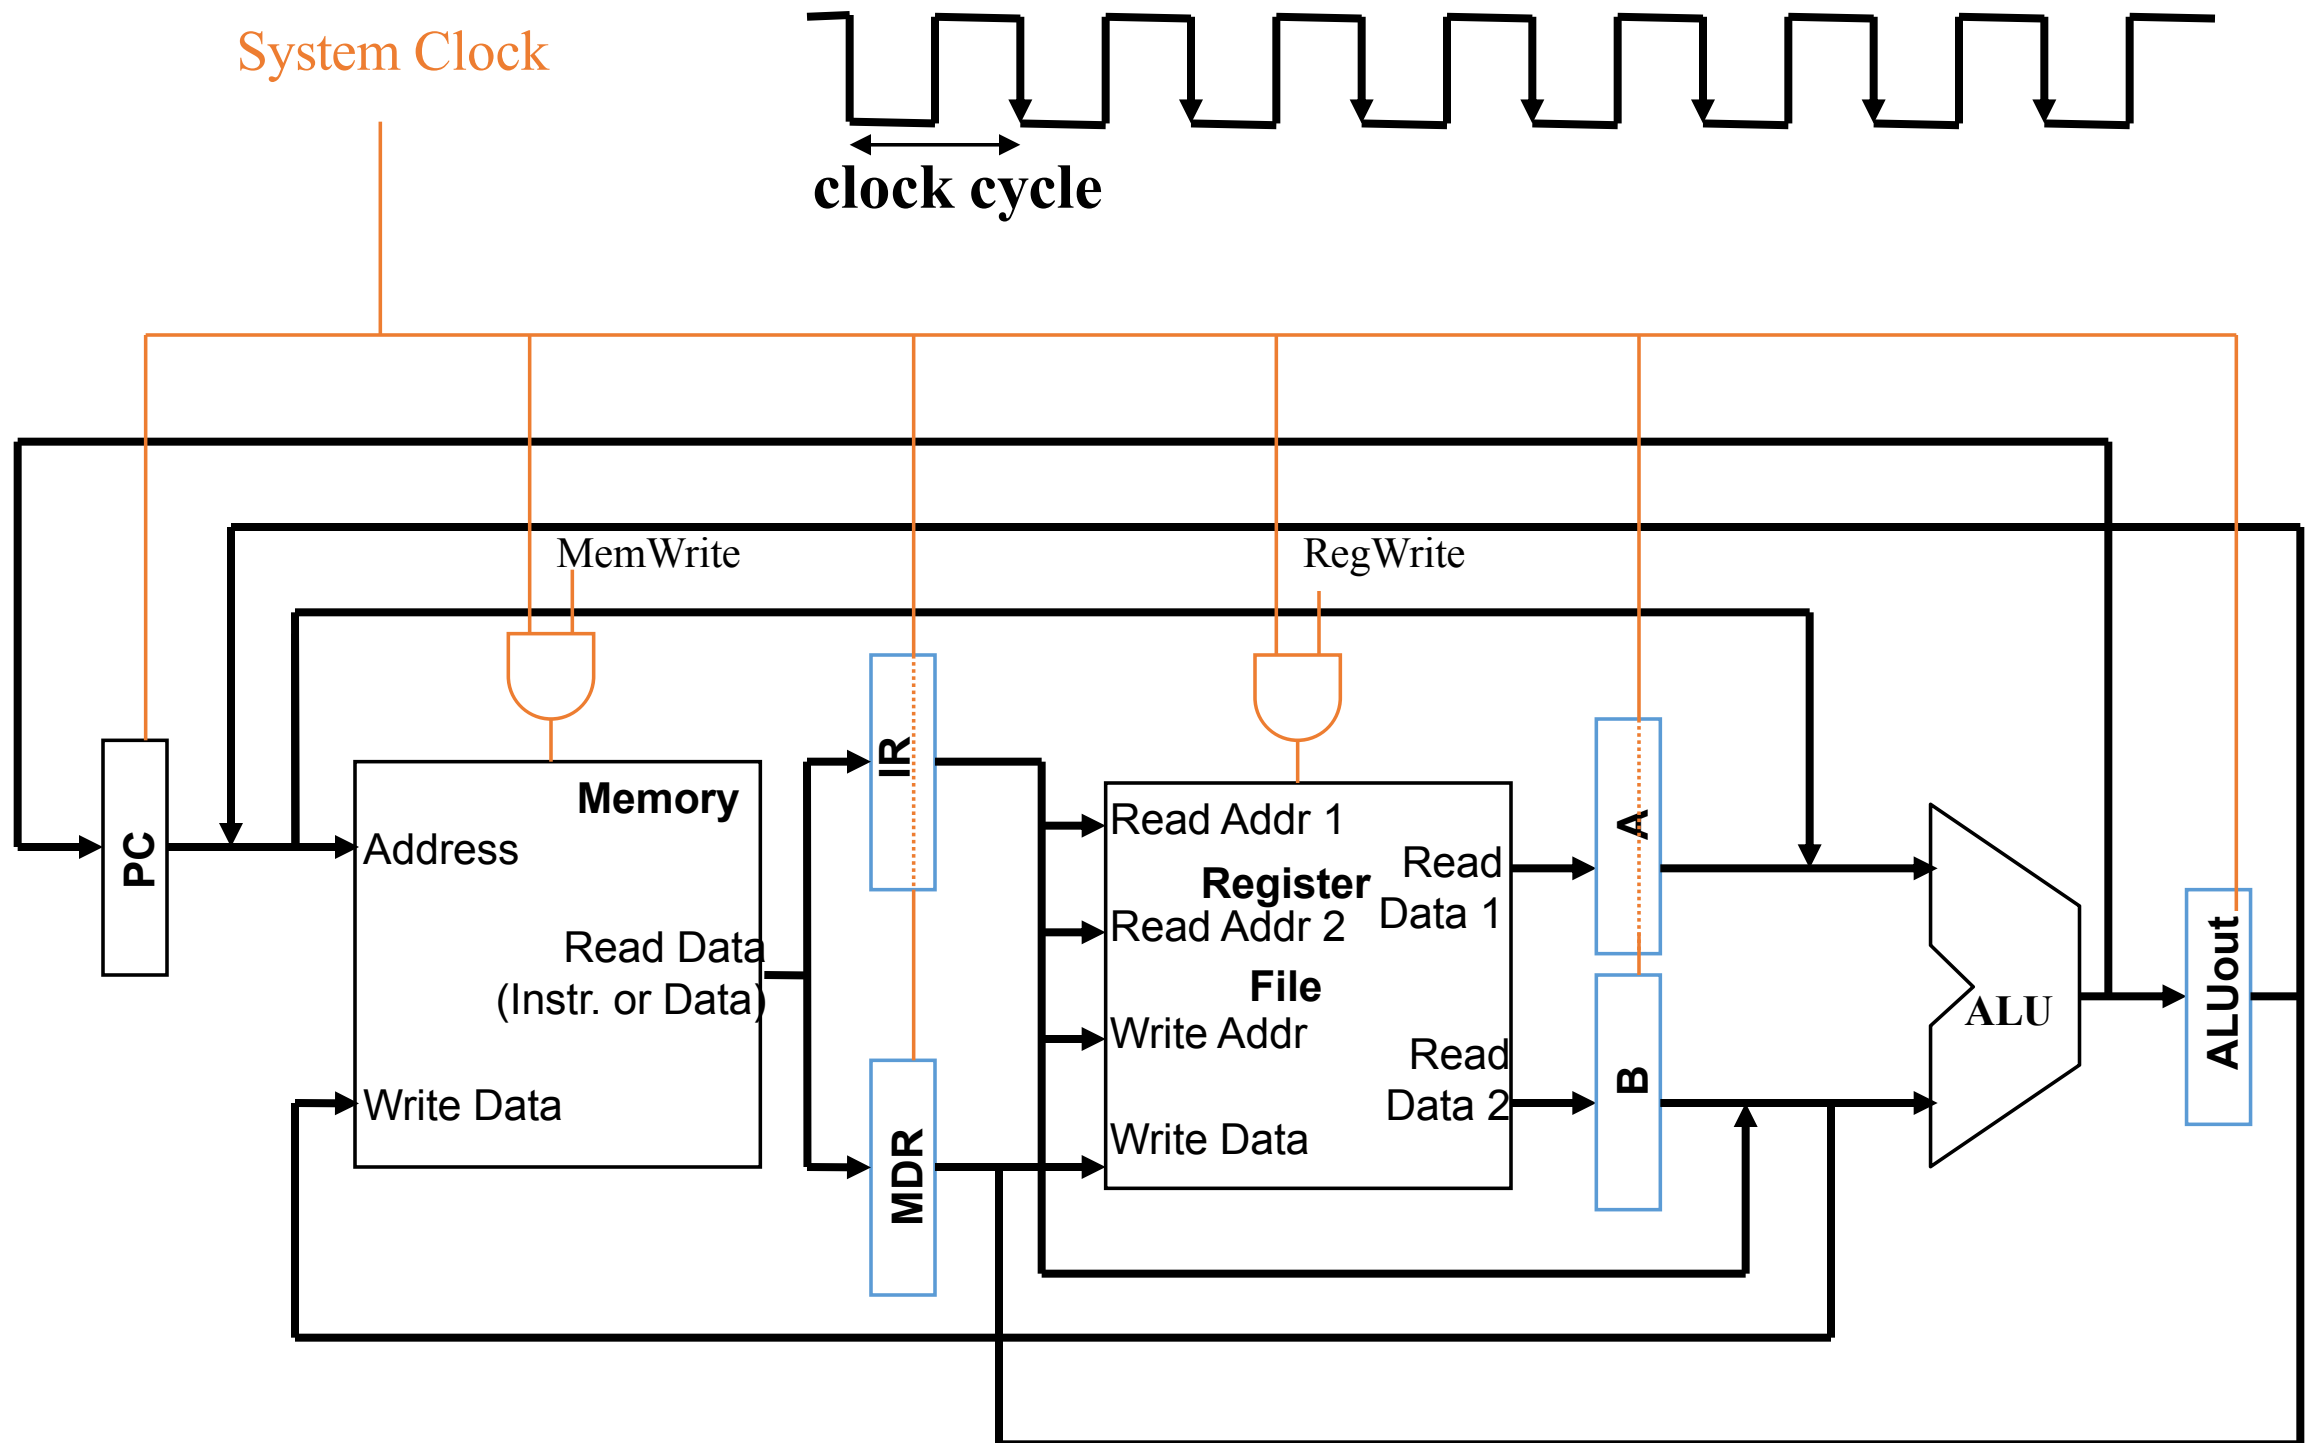 System Clock
clock cycle
MemWrite
RegWrite
PC
Memory
Address
Read Data
(Instr. or Data)
Write Data
IR
MDR
Read Addr 1
Register
Read Addr 2
File
Write Addr
Write Data
Read
Data 1
Read
Data 2
A
B
ALU
ALUout